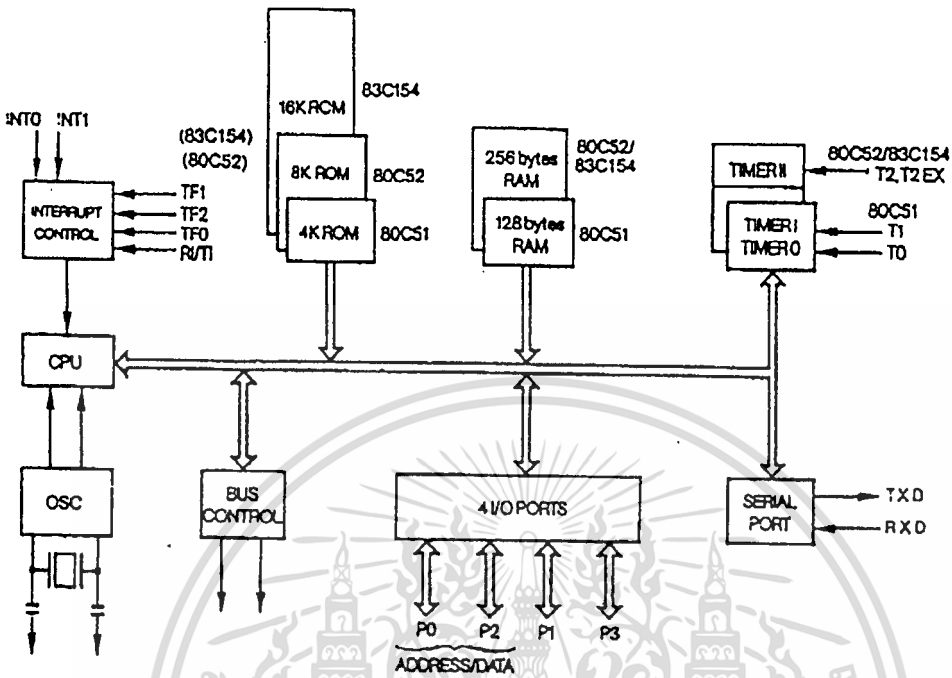 INT0 INT1
(83C154)
(80C52)
INTERRUPT
CONTROL
TF1
TF2
TF0
RI/TI
16K ROM
83C154
8K ROM
80C52
4K ROM
80C51
256 bytes
RAM
80C52/
83C154
128 bytes
RAM
80C51
TIMER II
80C52/83C154
T2, T2 EX
TIMER I
TIMER 0
80C51
T1
T0
CPU
OSC
BUS
CONTROL
4 I/O PORTS
SERIAL
PORT
TXD
RXD
P0 P2 P1 P3
ADDRESS/DATA